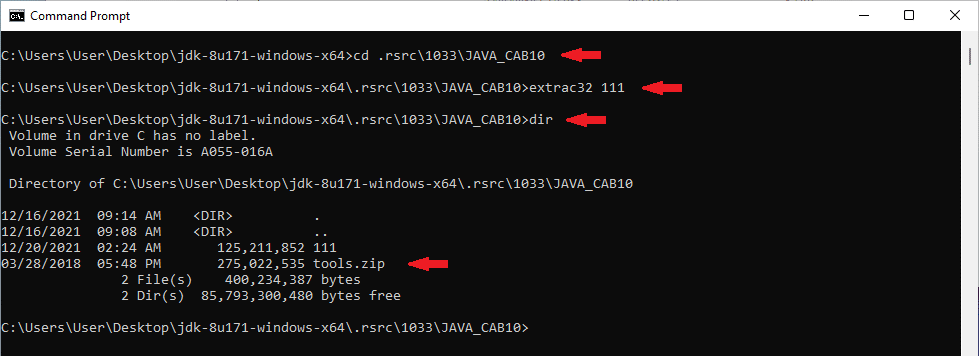 Command Prompt
C:\Users\User\Desktop\jdk-8u171-windows-x64>cd .rsrc\1033\JAVA_CAB10
C:\Users\User\Desktop\jdk-8u171-windows-x64\.rsrc\1033\JAVA_CAB10>extrac32 111
C:\Users\User\Desktop\jdk-8u171-windows-x64\.rsrc\1033\JAVA_CAB10>dir
 Volume in drive C has no label.
 Volume Serial Number is A055-016A
 Directory of C:\Users\User\Desktop\jdk-8u171-windows-x64\.rsrc\1033\JAVA_CAB10
12/16/2021  09:14 AM    <DIR>          .
12/16/2021  09:08 AM    <DIR>          ..
12/20/2021  02:24 AM       125,211,852 111
03/28/2018  05:48 PM       275,022,535 tools.zip
               2 File(s)    400,234,387 bytes
               2 Dir(s)  85,793,300,480 bytes free
C:\Users\User\Desktop\jdk-8u171-windows-x64\.rsrc\1033\JAVA_CAB10>